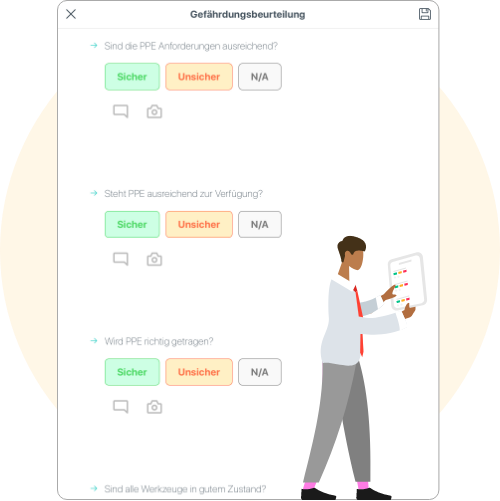 Gefährdungsbeurteilung
Sind die PPE Anforderungen ausreichend?
Sicher Unsicher N/A
Steht PPE ausreichend zur Verfügung?
Sicher Unsicher N/A
Wird PPE richtig getragen?
Sicher Unsicher N/A
Sind alle Werkzeuge in gutem Zustand?